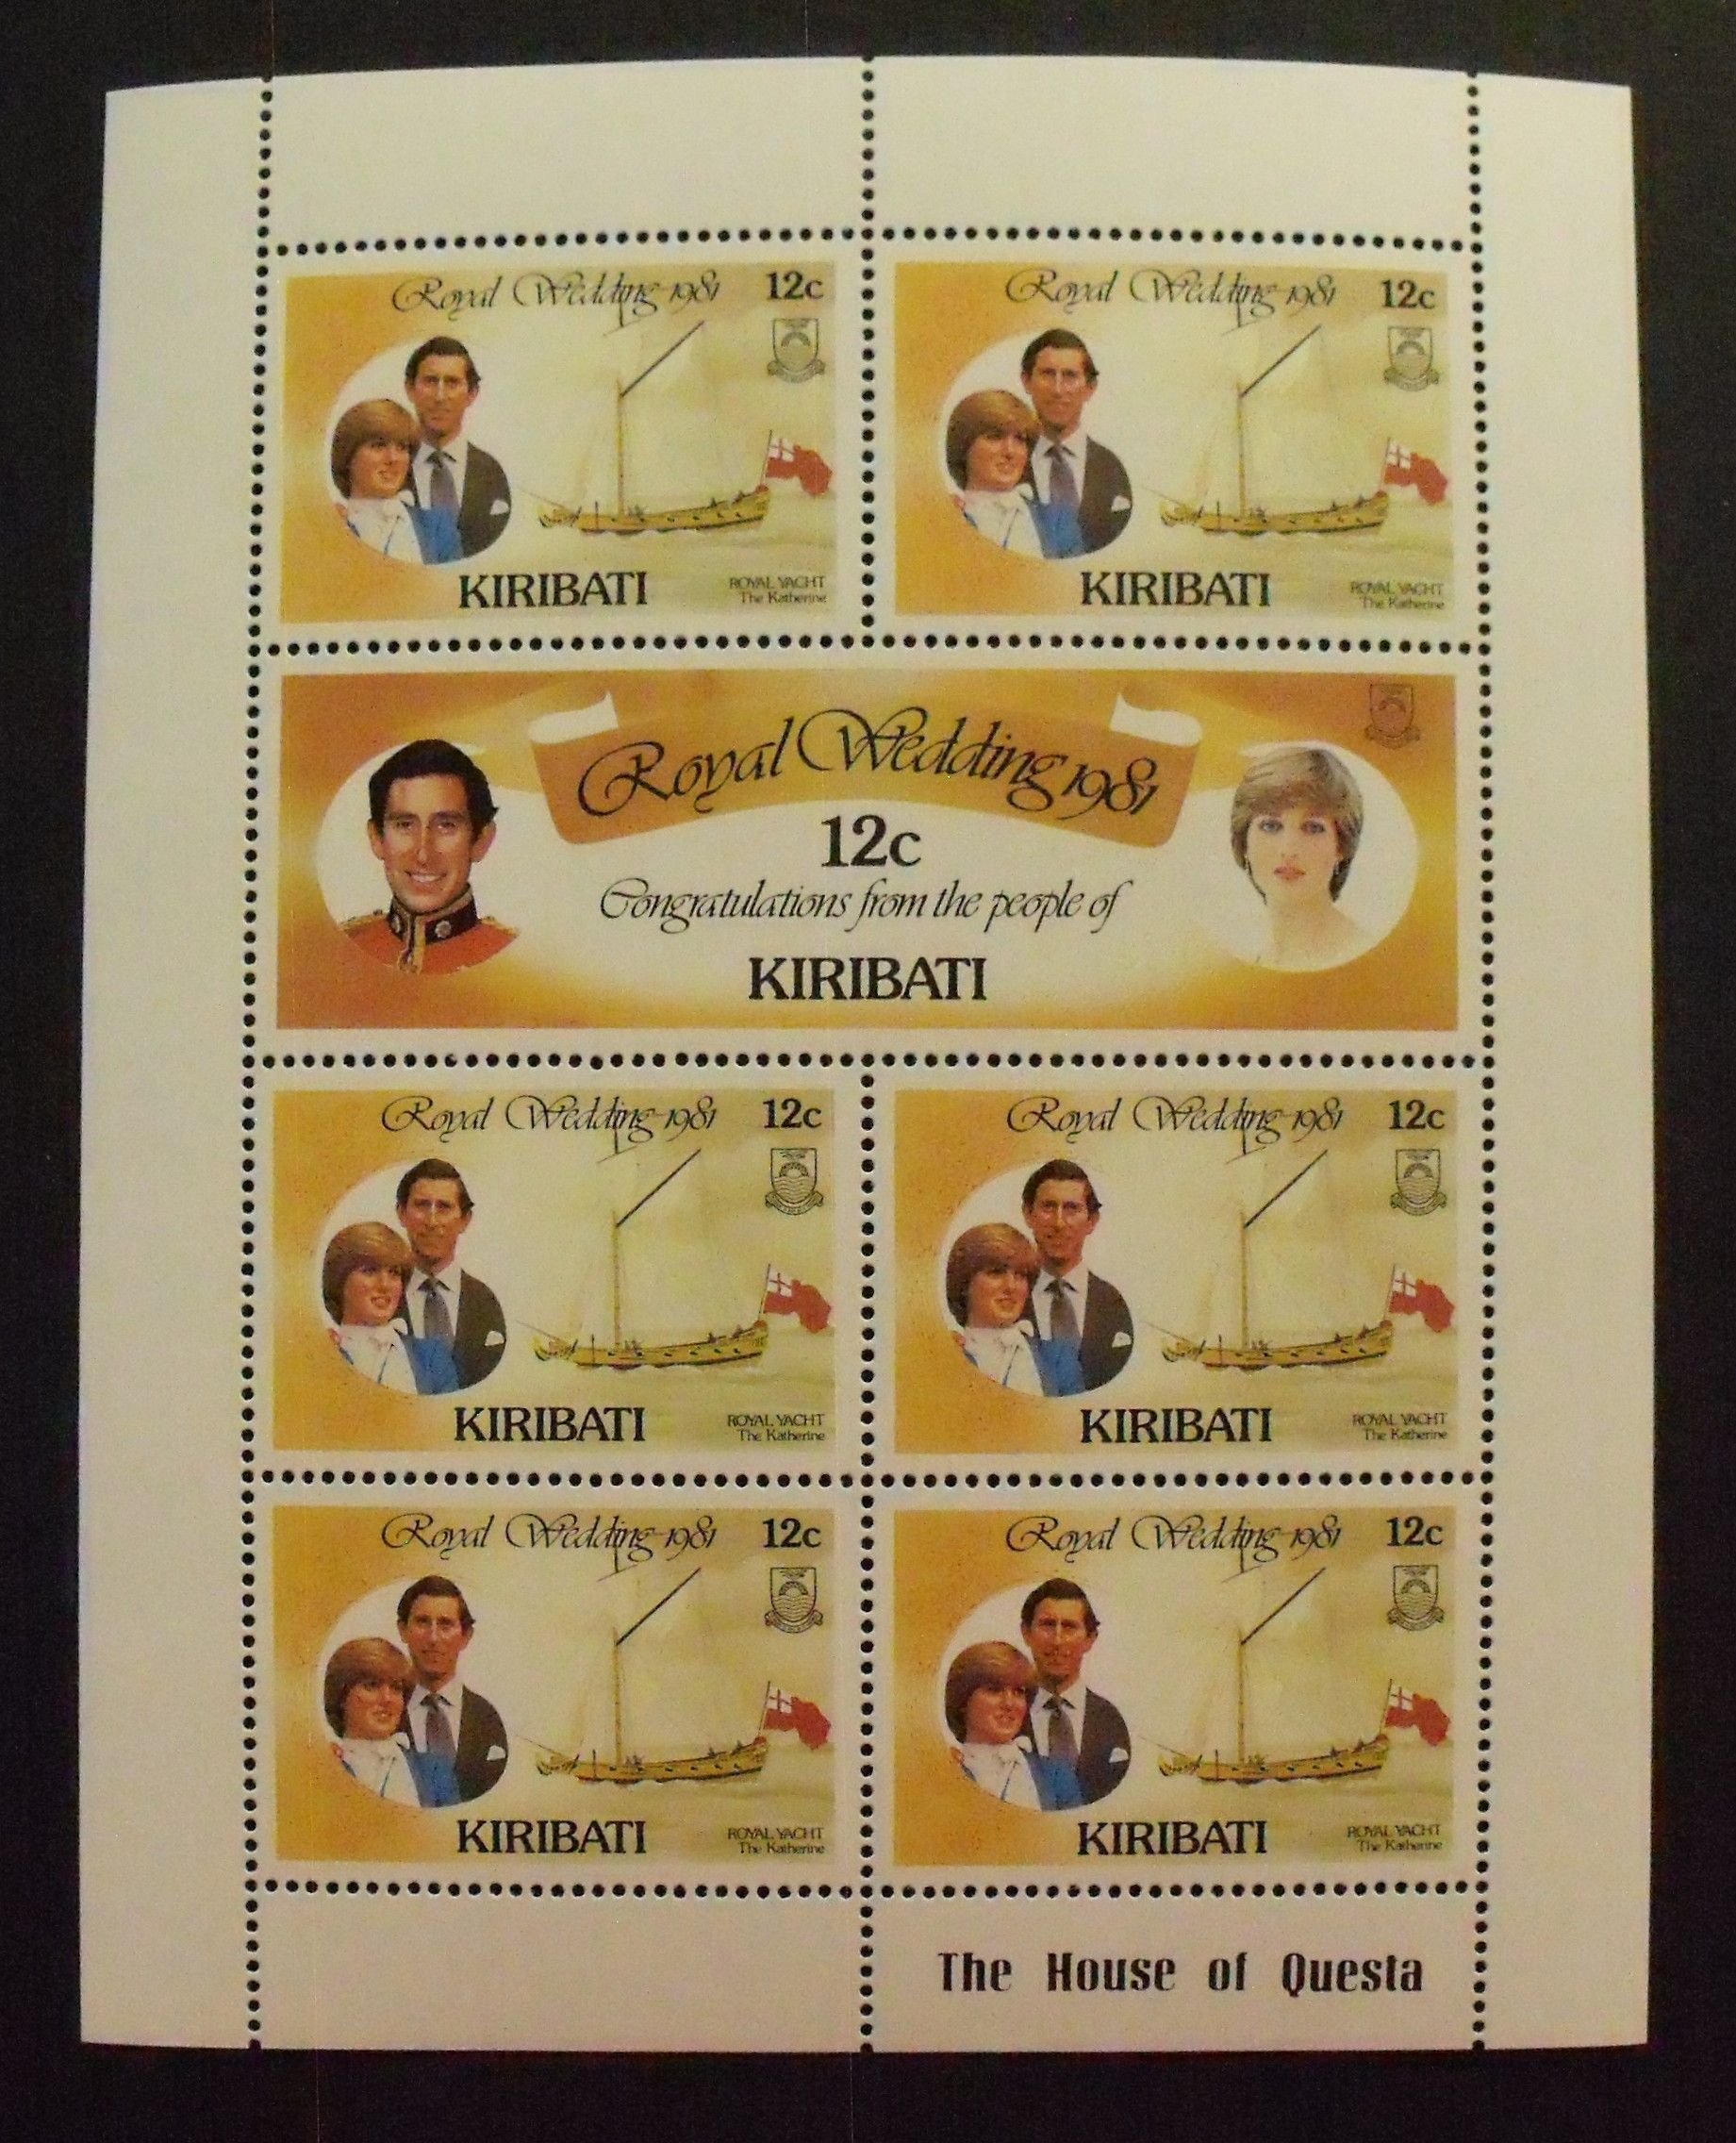 Royal Wedding 1981 12c
KIRIBATI
ROYAL YACHT
The Katherine
Royal Wedding 1981 12c
KIRIBATI
ROYAL YACHT
The Katherine
Royal Wedding 1981
12c
Congratulations from the people of
KIRIBATI
Royal Wedding 1981 12c
KIRIBATI
ROYAL YACHT
The Katherine
Royal Wedding 1981 12c
KIRIBATI
ROYAL YACHT
The Katherine
Royal Wedding 1981 12c
KIRIBATI
ROYAL YACHT
The Katherine
Royal Wedding 1981 12c
KIRIBATI
ROYAL YACHT
The Katherine
The House of Questa